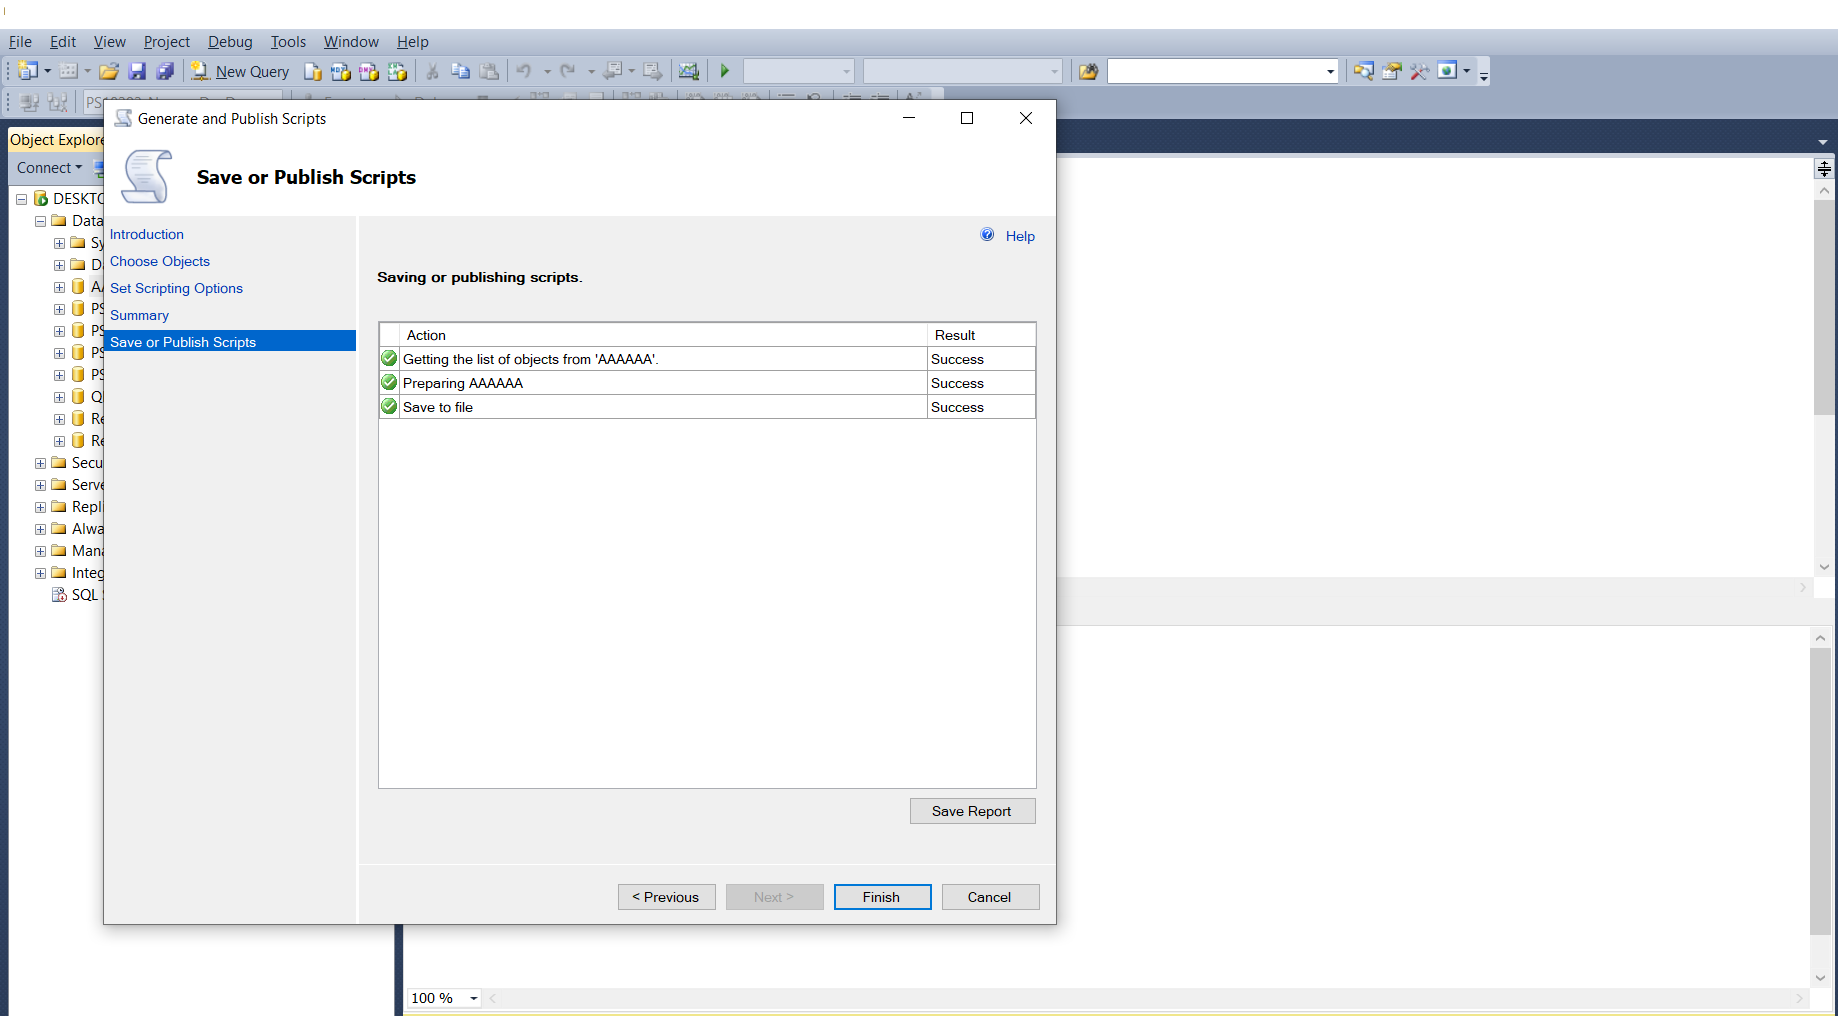 File Edit View Project Debug Tools Window Help
New Query
Object Explore
Connect
DESKTO
Data
Sy
D
AA
PS
PS
PS
PS
Q
Re
Re
Secu
Serve
Repli
Alwa
Mana
Integ
SQL
Generate and Publish Scripts
Save or Publish Scripts
Introduction
Choose Objects
Set Scripting Options
Summary
Save or Publish Scripts
Help
Saving or publishing scripts.
Action Result
Getting the list of objects from 'AAAAAA'. Success
Preparing AAAAAA Success
Save to file Success
Save Report
< Previous Next > Finish Cancel
100 %